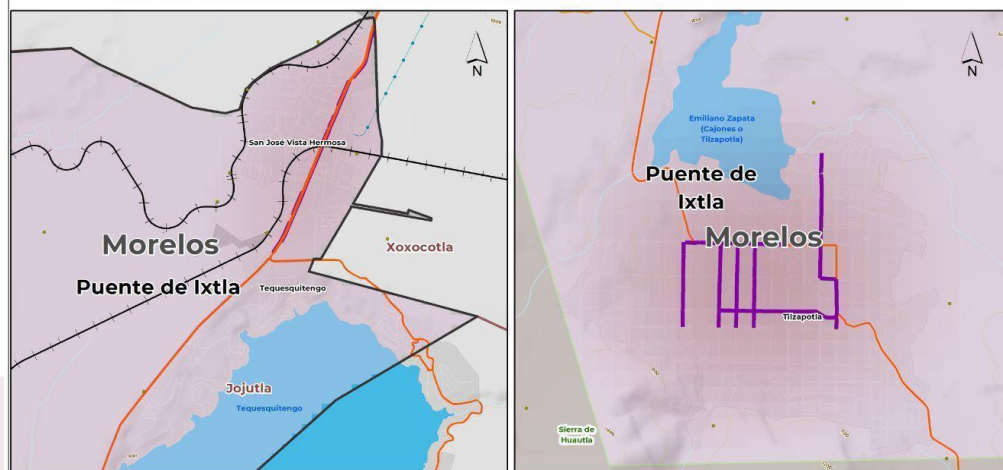 N
San Jose Vista Hermosa
Morelos
Xoxocotla
Puente de Ixtla
Tequesquitengo
Jojutla
Tequesquitengo
N
Emiliano Zapata
(Cajones o
Tilzapotla)
Puente de
Ixtla
Morelos
Tilzapotla
Sierra de
Huautla